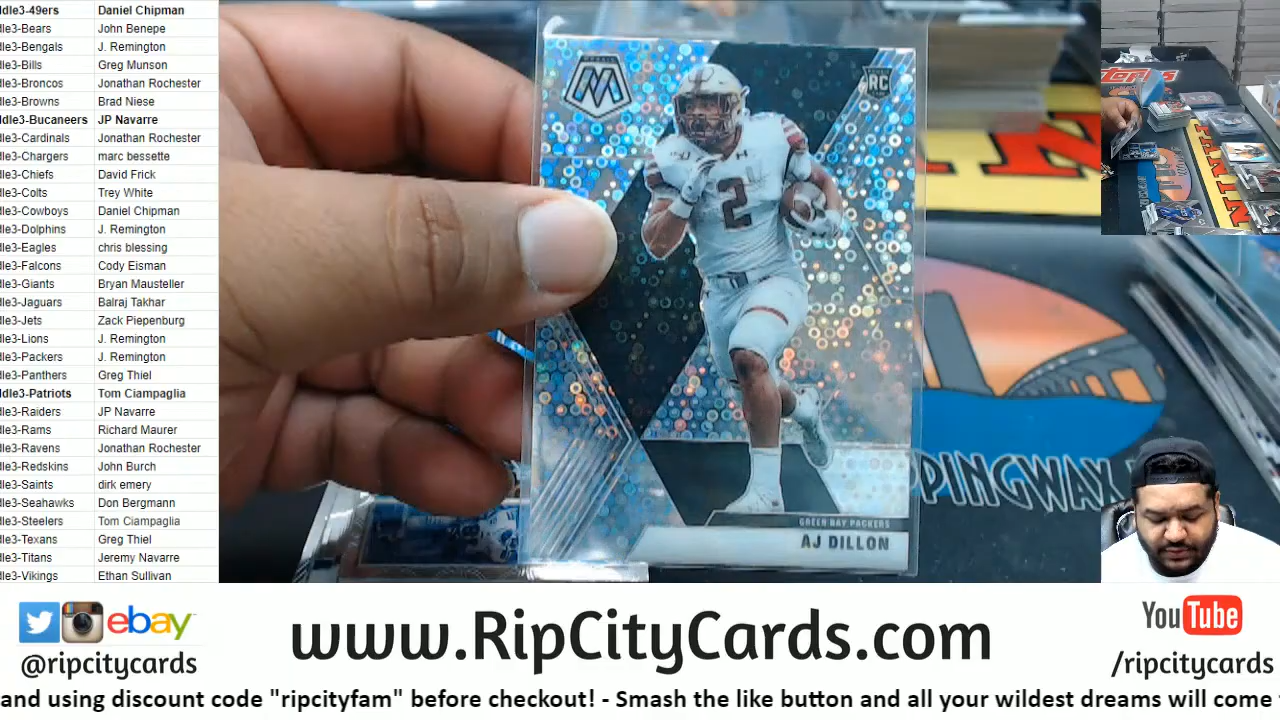 dle3-49ers Daniel Chipman
dle3-Bears John Benepe
dle3-Bengals J. Remington
dle3-Bills Greg Munson
dle3-Broncos Jonathan Rochester
dle3-Browns Brad Niese
dle3-Bucaneers JP Navarre
dle3-Cardinals Jonathan Rochester
dle3-Chargers marc bessette
dle3-Chiefs David Frick
dle3-Colts Trey White
dle3-Cowboys Daniel Chipman
dle3-Dolphins J. Remington
dle3-Eagles chris blessing
dle3-Falcons Cody Eisman
dle3-Giants Bryan Mausteller
dle3-Jaguars Balraj Takhar
dle3-Jets Zack Piepenburg
dle3-Lions J. Remington
dle3-Packers J. Remington
dle3-Panthers Greg Thiel
dle3-Patriots Tom Ciampaglia
dle3-Raiders JP Navarre
dle3-Rams Richard Maurer
dle3-Ravens Jonathan Rochester
dle3-Redskins John Burch
dle3-Saints dirk emery
dle3-Seahawks Don Bergmann
dle3-Steelers Tom Ciampaglia
dle3-Texans Greg Thiel
dle3-Titans Jeremy Navarre
dle3-Vikings Ethan Sullivan
MOSAIC
RC
2
GREEN BAY PACKERS
AJ DILLON
PPINGWAX
Topps
ebay
@ripcitycards
www.RipCityCards.com
YouTube
/ripcitycards
and using discount code "ripcityfam" before checkout! - Smash the like button and all your wildest dreams will come